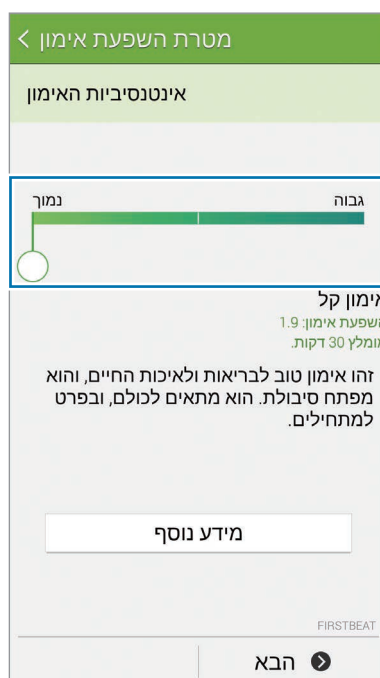 מטרת השפעת אימון
אינטנסיביות האימון
גבוה נמוך
אימון קל
השפעת אימון: 1.9
מומלץ 30 דקות.
זהו אימון טוב לבריאות ולאיכות החיים, והוא
מפתח סיבולת. הוא מתאים לכולם, ובפרט
למתחילים.
מידע נוסף
FIRSTBEAT
הבא